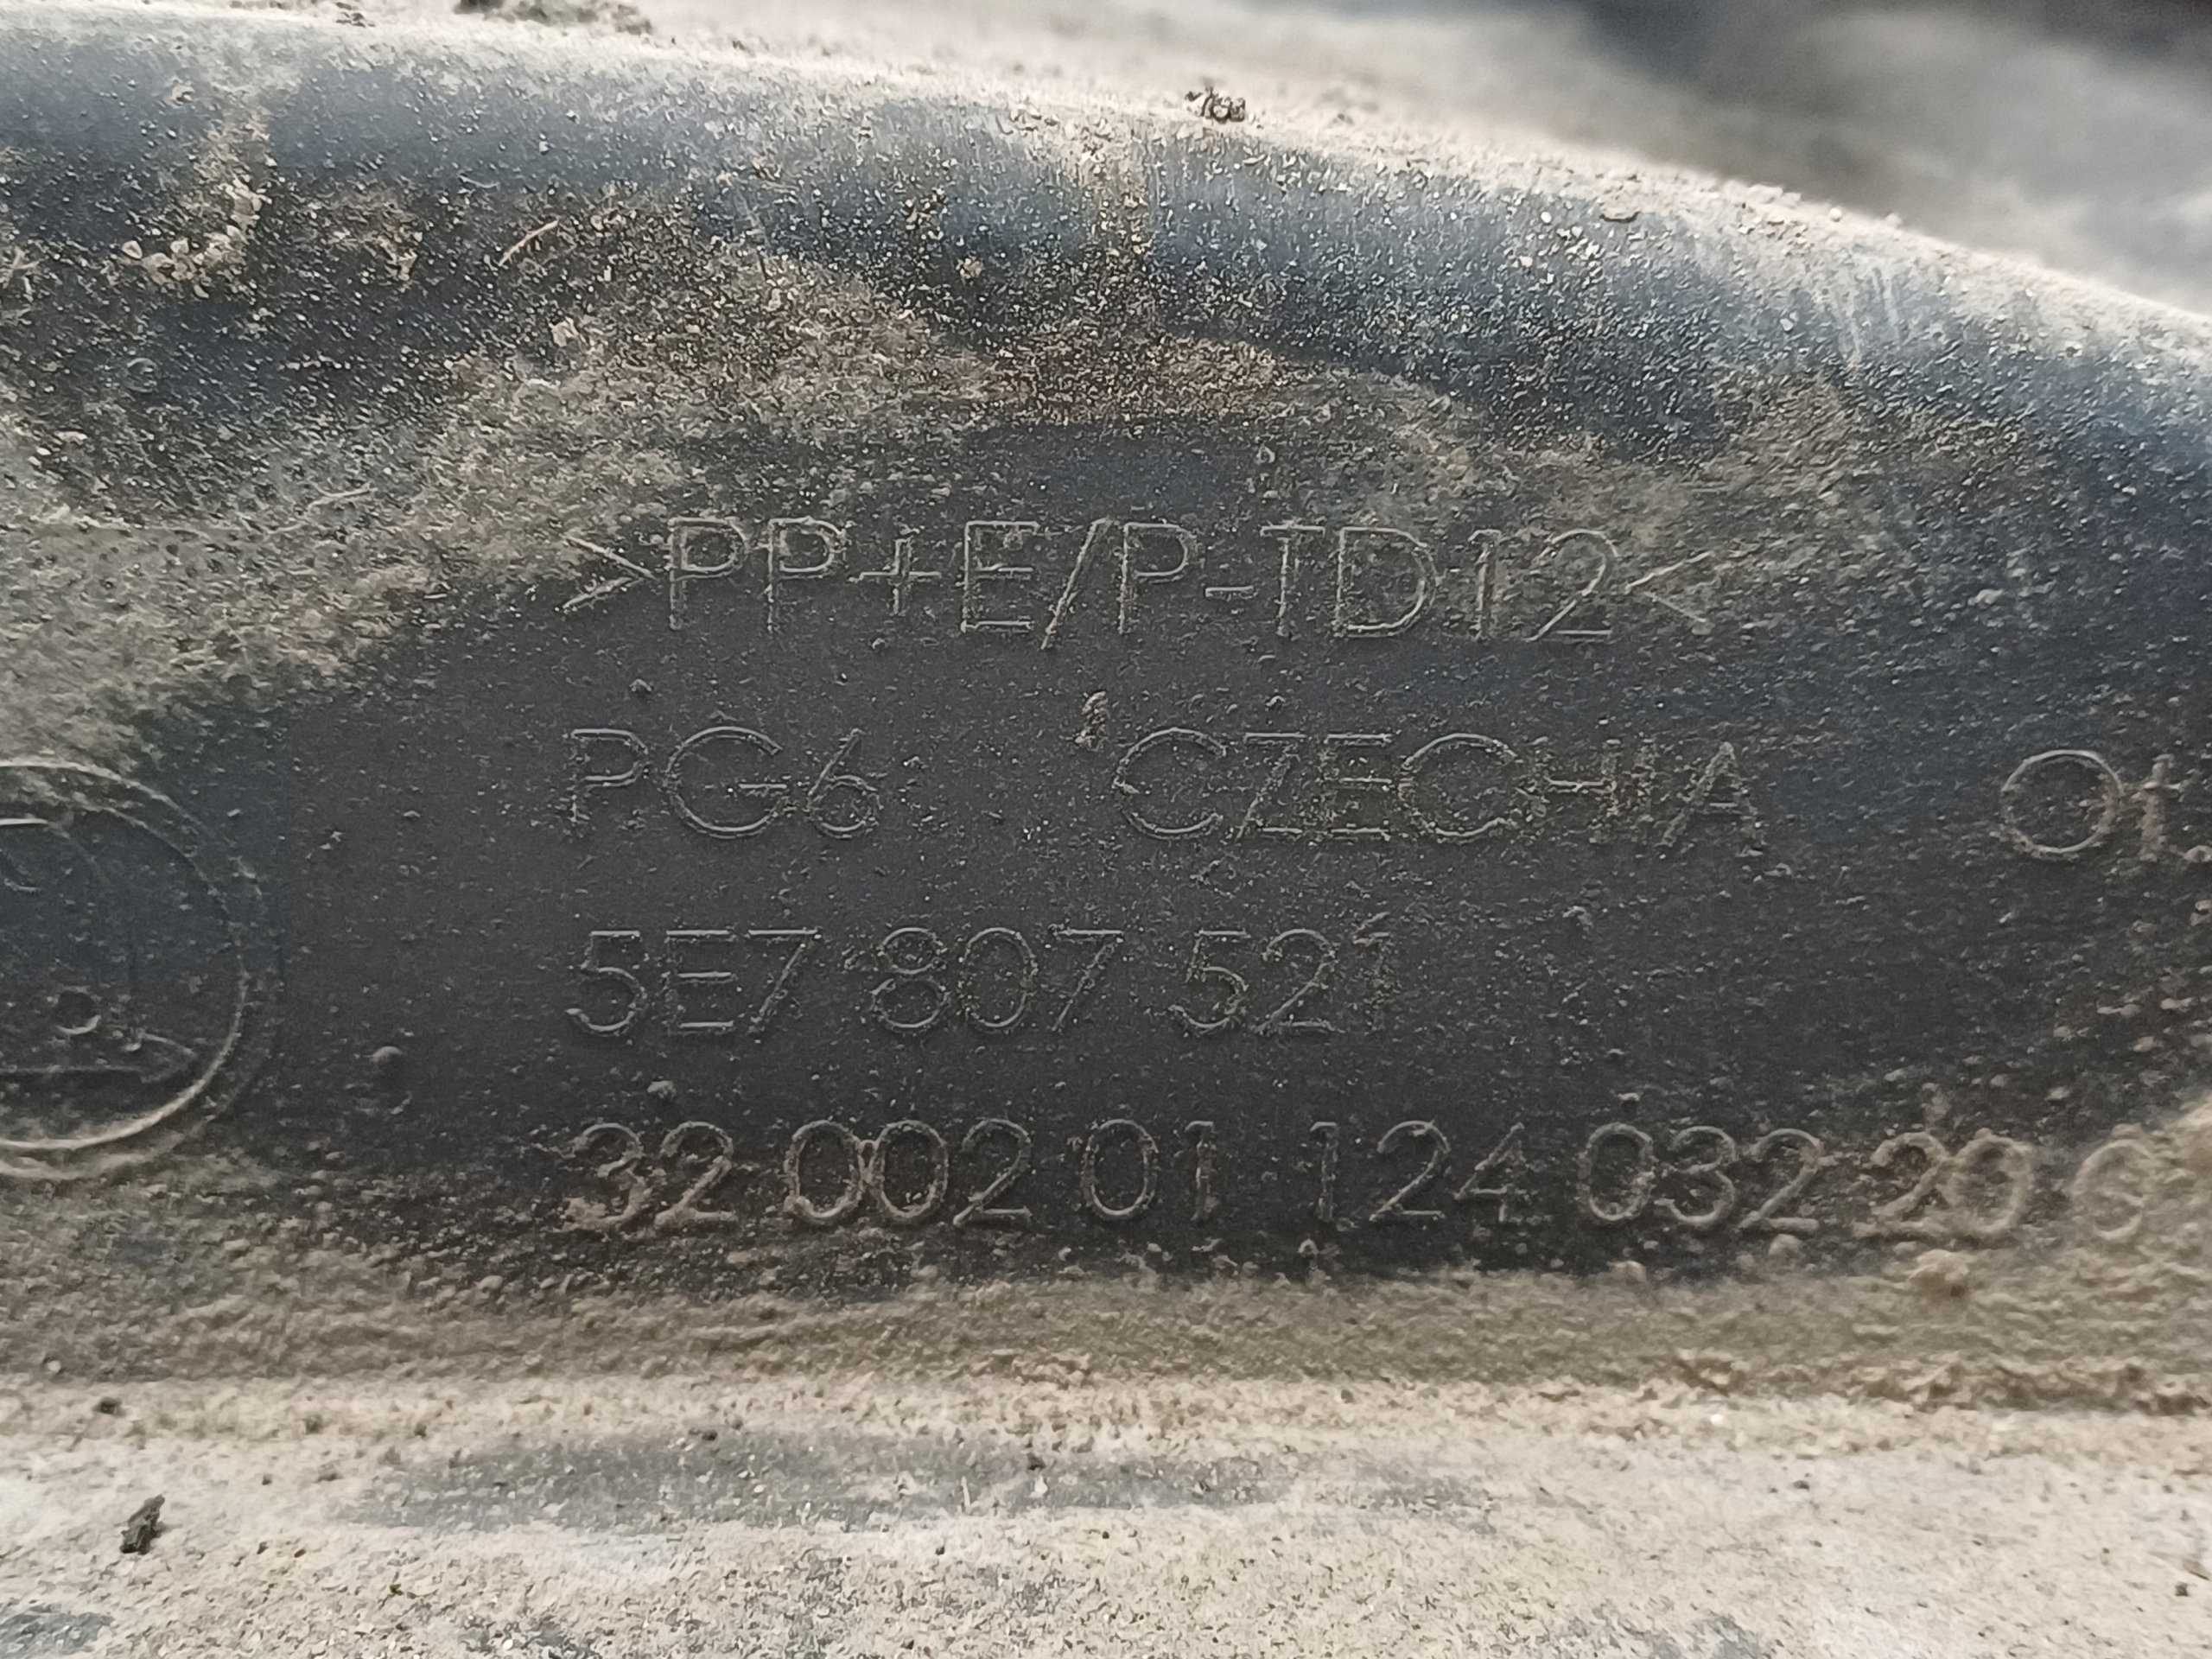 >PP+E/P-TD12<
PG6 CZECHIA
5E7 807 521
32 002 01 124 032 20